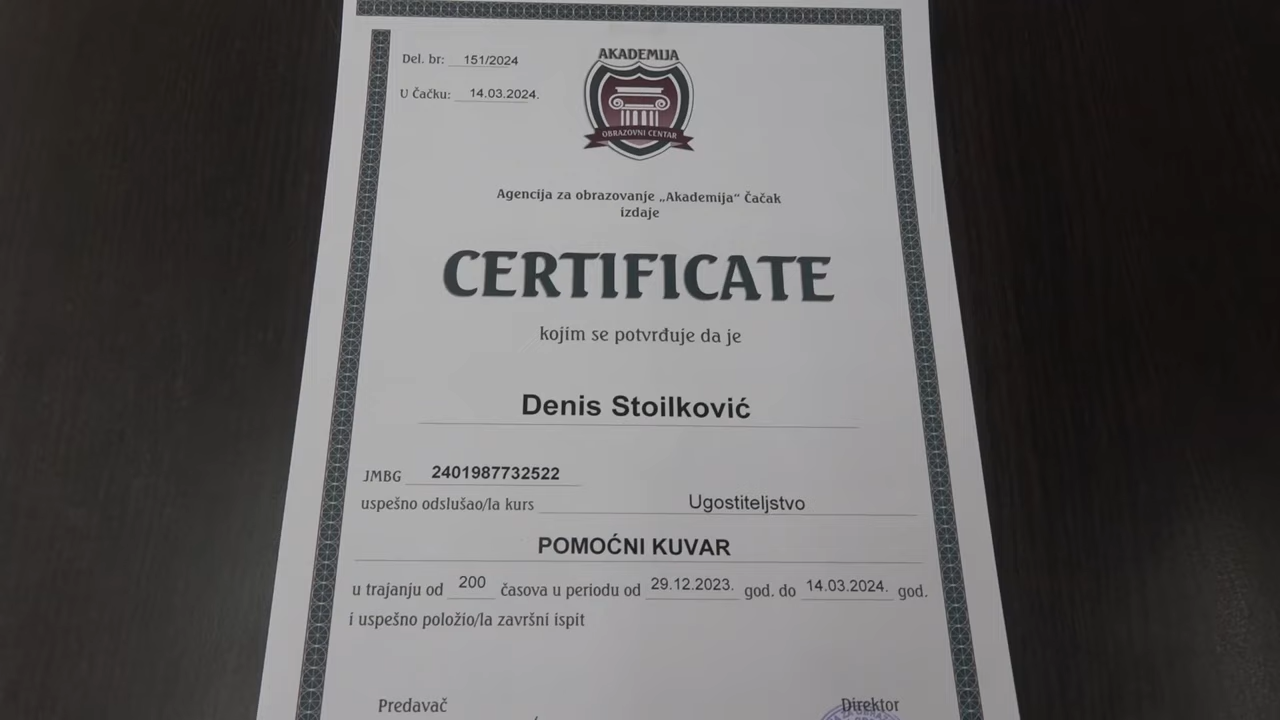 Del. br: 151/2024
U Čačku: 14.03.2024.
AKADEMIJA
OBRAZOVNI CENTAR
Agencija za obrazovanje „Akademija“ Čačak
izdaje
CERTIFICATE
kojim se potvrđuje da je
Denis Stoilković
JMBG 2401987732522
uspešno odslušao/la kurs Ugostiteljstvo
POMOĆNI KUVAR
u trajanju od 200 časova u periodu od 29.12.2023. god. do 14.03.2024. god.
i uspešno položio/la završni ispit
Predavač Direktor